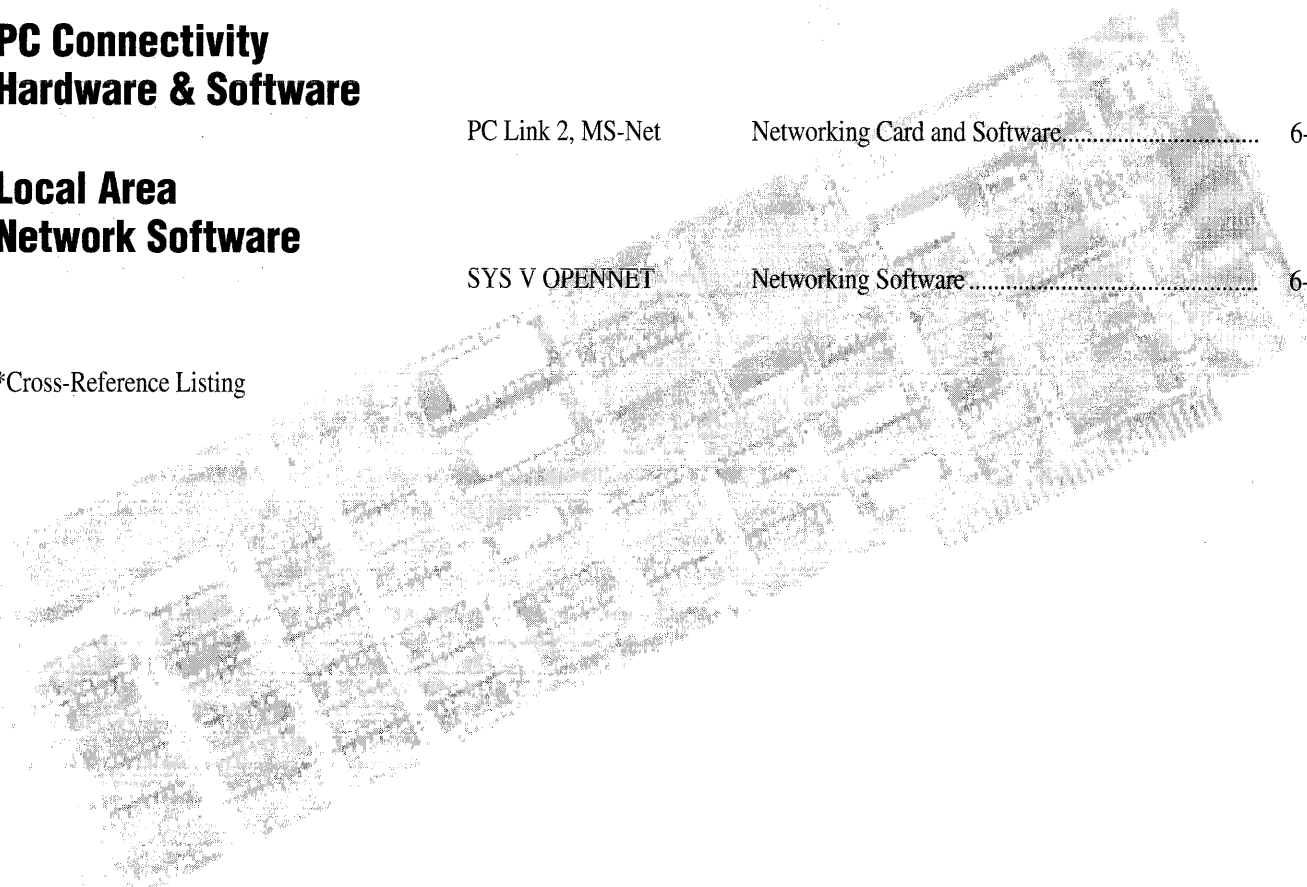 PC Connectivity
Hardware & Software
PC Link 2, MS-Net Networking Card and Software............................ 6-
Local Area
Network Software
SYS V OPENNET Networking Software................................................ 6-
*Cross-Reference Listing